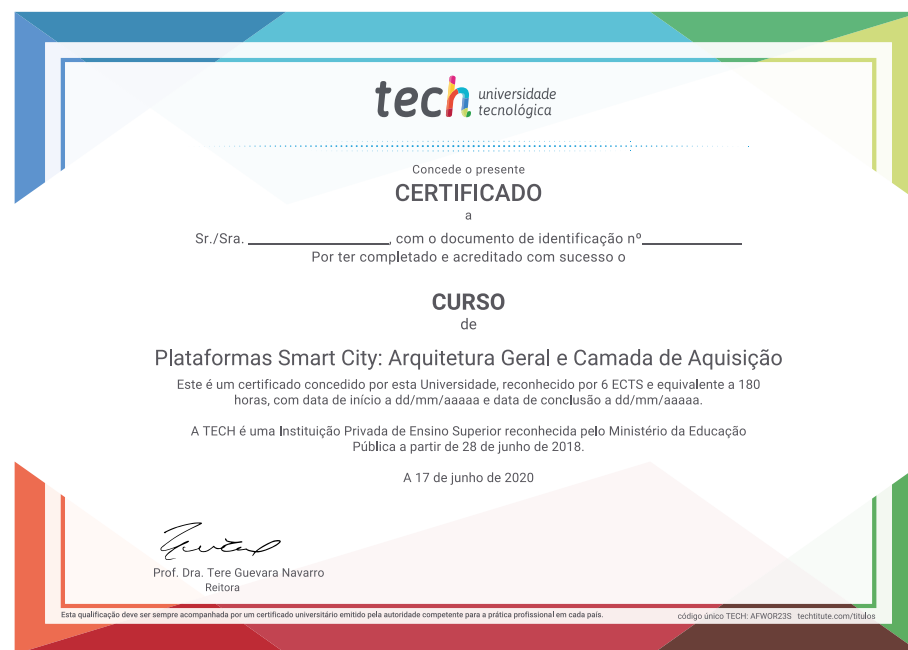 tech universidade
tecnológica
Concede o presente
CERTIFICADO
a
Sr./Sra. ________________, com o documento de identificação nº____________
Por ter completado e acreditado com sucesso o
CURSO
de
Plataformas Smart City: Arquitetura Geral e Camada de Aquisição
Este é um certificado concedido por esta Universidade, reconhecido por 6 ECTS e equivalente a 180
horas, com data de início a dd/mm/aaaaa e data de conclusão a dd/mm/aaaaa.
A TECH é uma Instituição Privada de Ensino Superior reconhecida pelo Ministério da Educação
Pública a partir de 28 de junho de 2018.
A 17 de junho de 2020
Prof. Dra. Tere Guevara Navarro
Reitora
Esta qualificação deve ser sempre acompanhada por um certificado universitário emitido pela autoridade competente para a prática profissional em cada país.
código único TECH: AFWOR23S techtitute.com/titulos